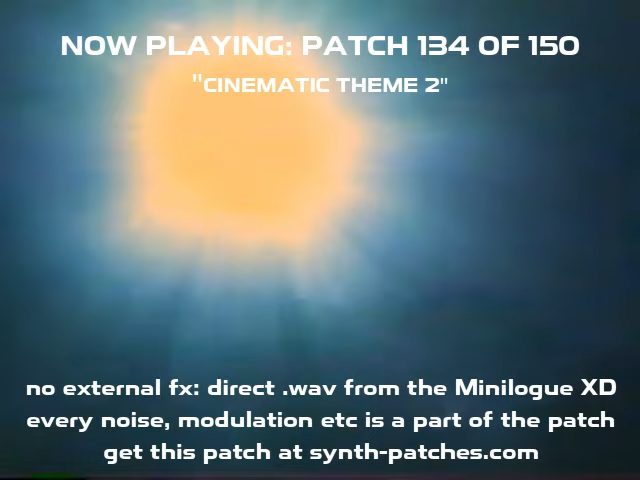 NOW PLAYING: PATCH 134 OF 150
"CINEMATIC THEME 2"
no external fx: direct .wav from the Minilogue XD
every noise, modulation etc is a part of the patch
get this patch at synth-patches.com